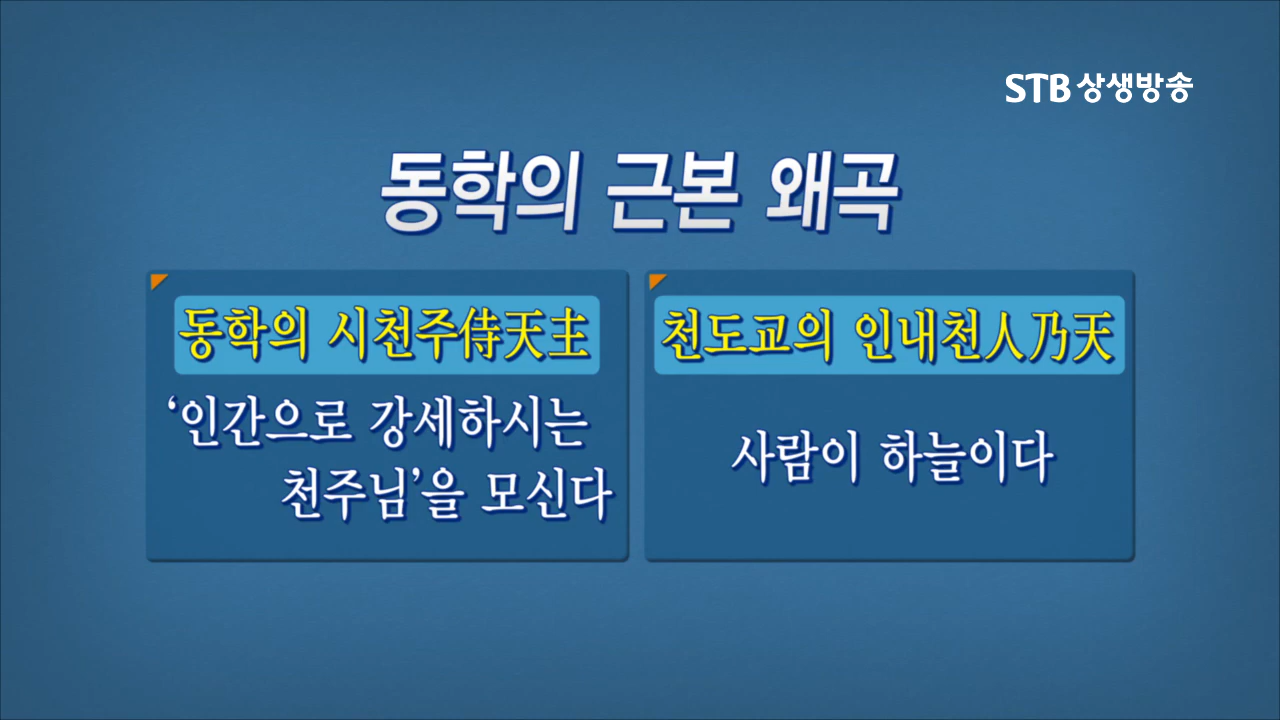 STB 상생방송
동학의 근본 왜곡
동학의 시천주侍天主
‘인간으로 강세하시는
천주님’을 모신다
천도교의 인내천人乃天
사람이 하늘이다